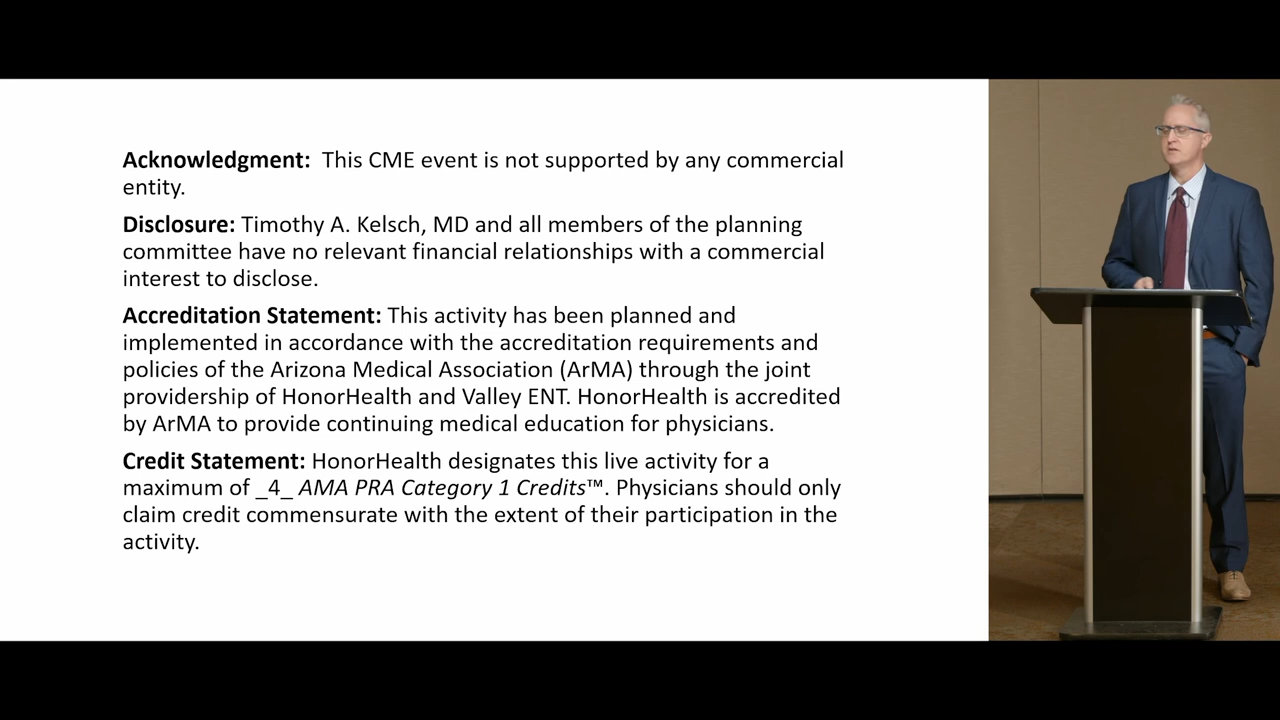 Acknowledgment:  This CME event is not supported by any commercial
entity.
Disclosure: Timothy A. Kelsch, MD and all members of the planning
committee have no relevant financial relationships with a commercial
interest to disclose.
Accreditation Statement: This activity has been planned and
implemented in accordance with the accreditation requirements and
policies of the Arizona Medical Association (ArMA) through the joint
providership of HonorHealth and Valley ENT. HonorHealth is accredited
by ArMA to provide continuing medical education for physicians.
Credit Statement: HonorHealth designates this live activity for a
maximum of _4_ AMA PRA Category 1 Credits™. Physicians should only
claim credit commensurate with the extent of their participation in the
activity.